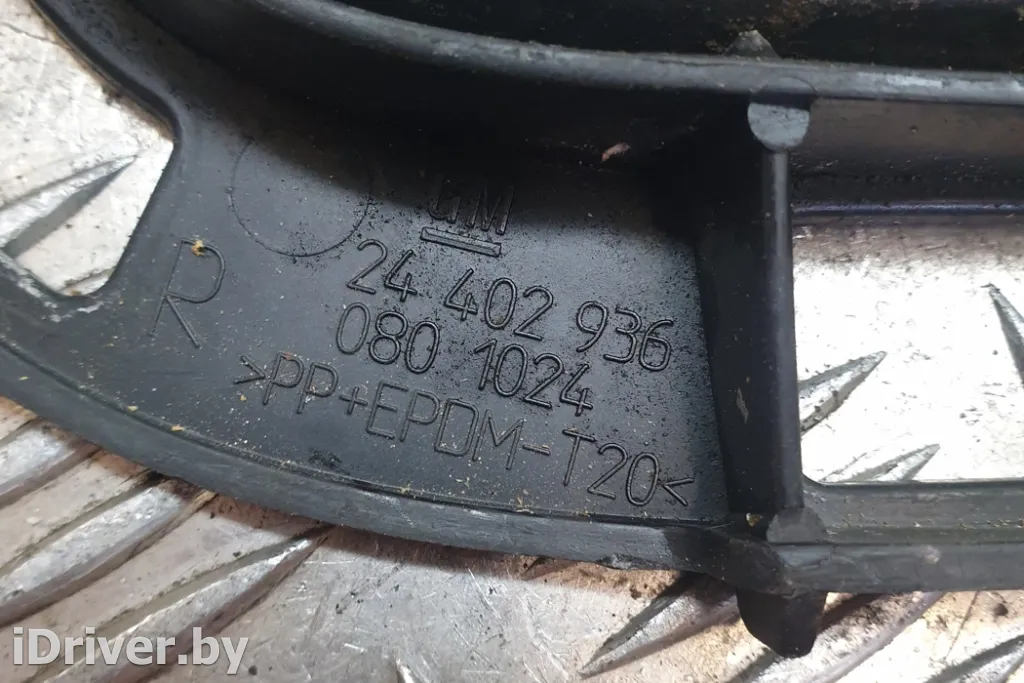 GM
24 402 936
R
080 1024
>PP+EPDM-T20<
iDriver.by